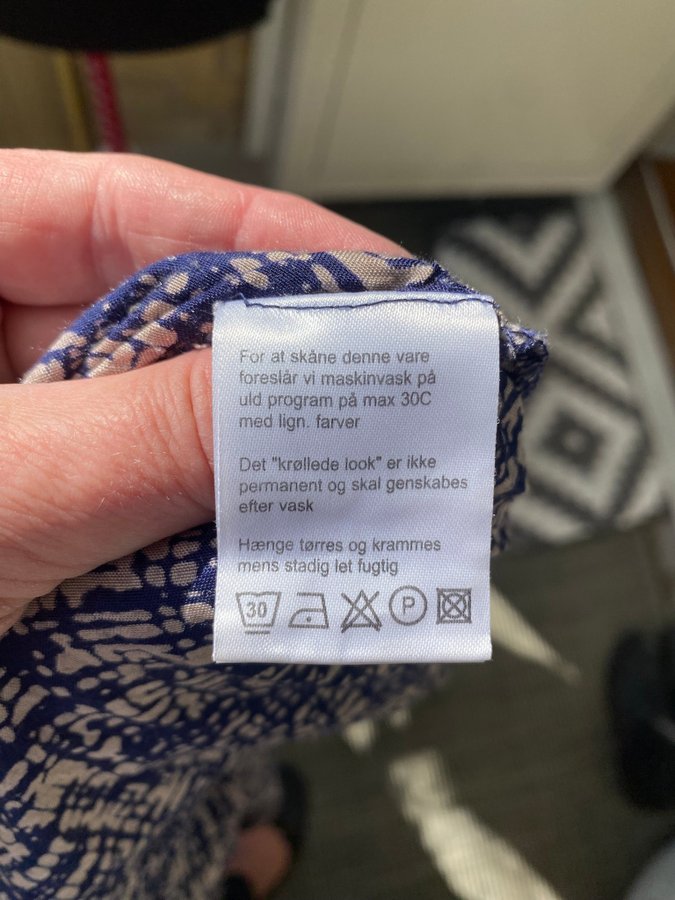 For at skåne denne vare
foreslår vi maskinvask på
uld program på max 30C
med lign. farver
Det "krøllede look" er ikke
permanent og skal genskabes
efter vask
Hænge tørres og krammes
mens stadig let fugtig
30 P